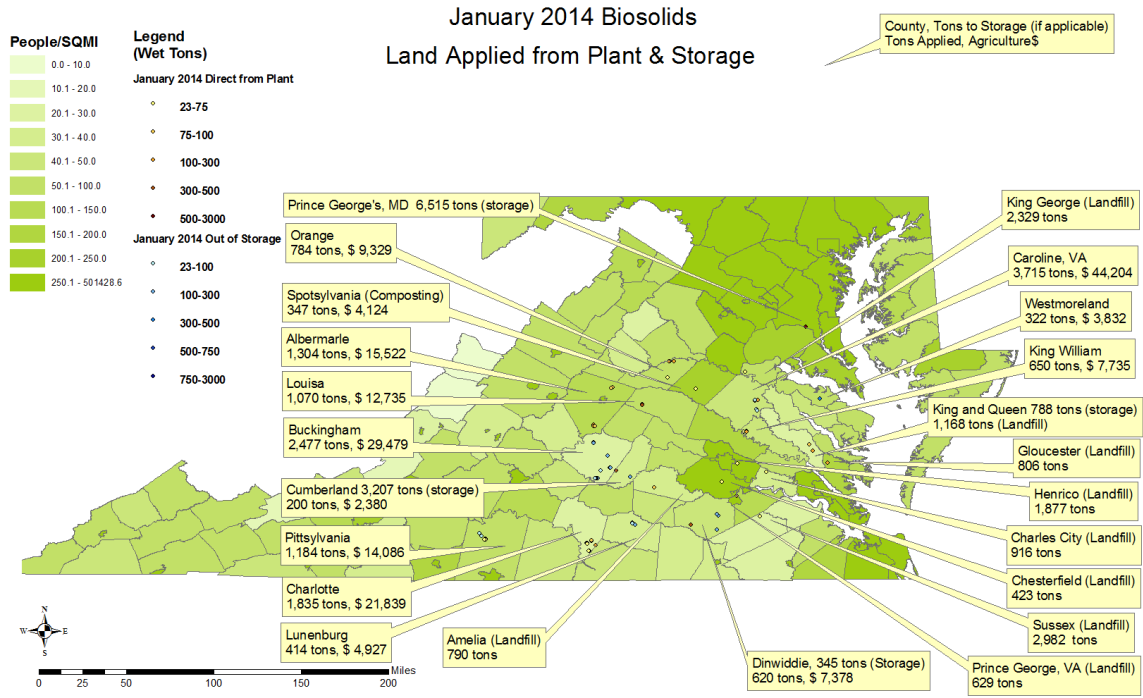 January 2014 Biosolids
Land Applied from Plant & Storage
County, Tons to Storage (if applicable)
Tons Applied, Agriculture$
People/SQMI
0.0 - 10.0
10.1 - 20.0
20.1 - 30.0
30.1 - 40.0
40.1 - 50.0
50.1 - 100.0
100.1 - 150.0
150.1 - 200.0
200.1 - 250.0
250.1 - 501428.6
Legend
(Wet Tons)
January 2014 Direct from Plant
23-75
75-100
100-300
300-500
500-3000
January 2014 Out of Storage
23-100
100-300
300-500
500-750
750-3000
Prince George's, MD 6,515 tons (storage)
Orange
784 tons, $ 9,329
Spotsylvania (Composting)
347 tons, $ 4,124
Albermarle
1,304 tons, $ 15,522
Louisa
1,070 tons, $ 12,735
Buckingham
2,477 tons, $ 29,479
Cumberland 3,207 tons (storage)
200 tons, $ 2,380
Pittsylvania
1,184 tons, $ 14,086
Charlotte
1,835 tons, $ 21,839
Lunenburg
414 tons, $ 4,927
Amelia (Landfill)
790 tons
Dinwiddie, 345 tons (Storage)
620 tons, $ 7,378
King George (Landfill)
2,329 tons
Caroline, VA
3,715 tons, $ 44,204
Westmoreland
322 tons, $ 3,832
King William
650 tons, $ 7,735
King and Queen 788 tons (storage)
1,168 tons (Landfill)
Gloucester (Landfill)
806 tons
Henrico (Landfill)
1,877 tons
Charles City (Landfill)
916 tons
Chesterfield (Landfill)
423 tons
Sussex (Landfill)
2,982 tons
Prince George, VA (Landfill)
629 tons
N
W E
S
Miles
0 25 50 100 150 200